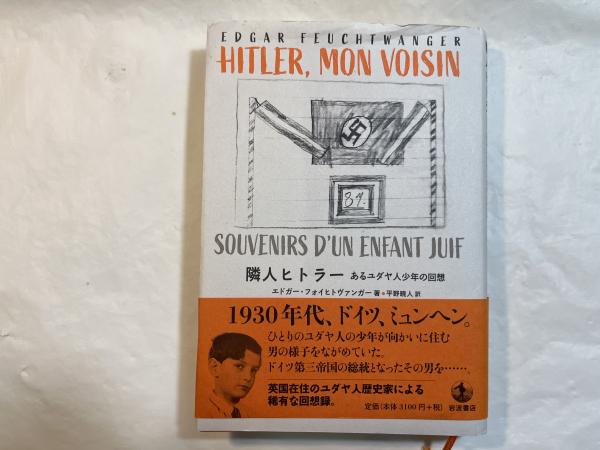 EDGAR FEUCHTWANGER
HITLER, MON VOISIN
34.
SOUVENIRS D'UN ENFANT JUIF
隣人ヒトラー あるユダヤ人少年の回想
エドガー・フォイヒトヴァンガー 著 平野暁人 訳
1930年代、ドイツ、ミュンヘン。
ひとりのユダヤ人の少年が向かいに住む
男の様子をながめていた。
ドイツ第三帝国の総統となったその男を……。
英国在住のユダヤ人歴史家による
稀有な回想録。
定価(本体3100円+税)
岩波書店